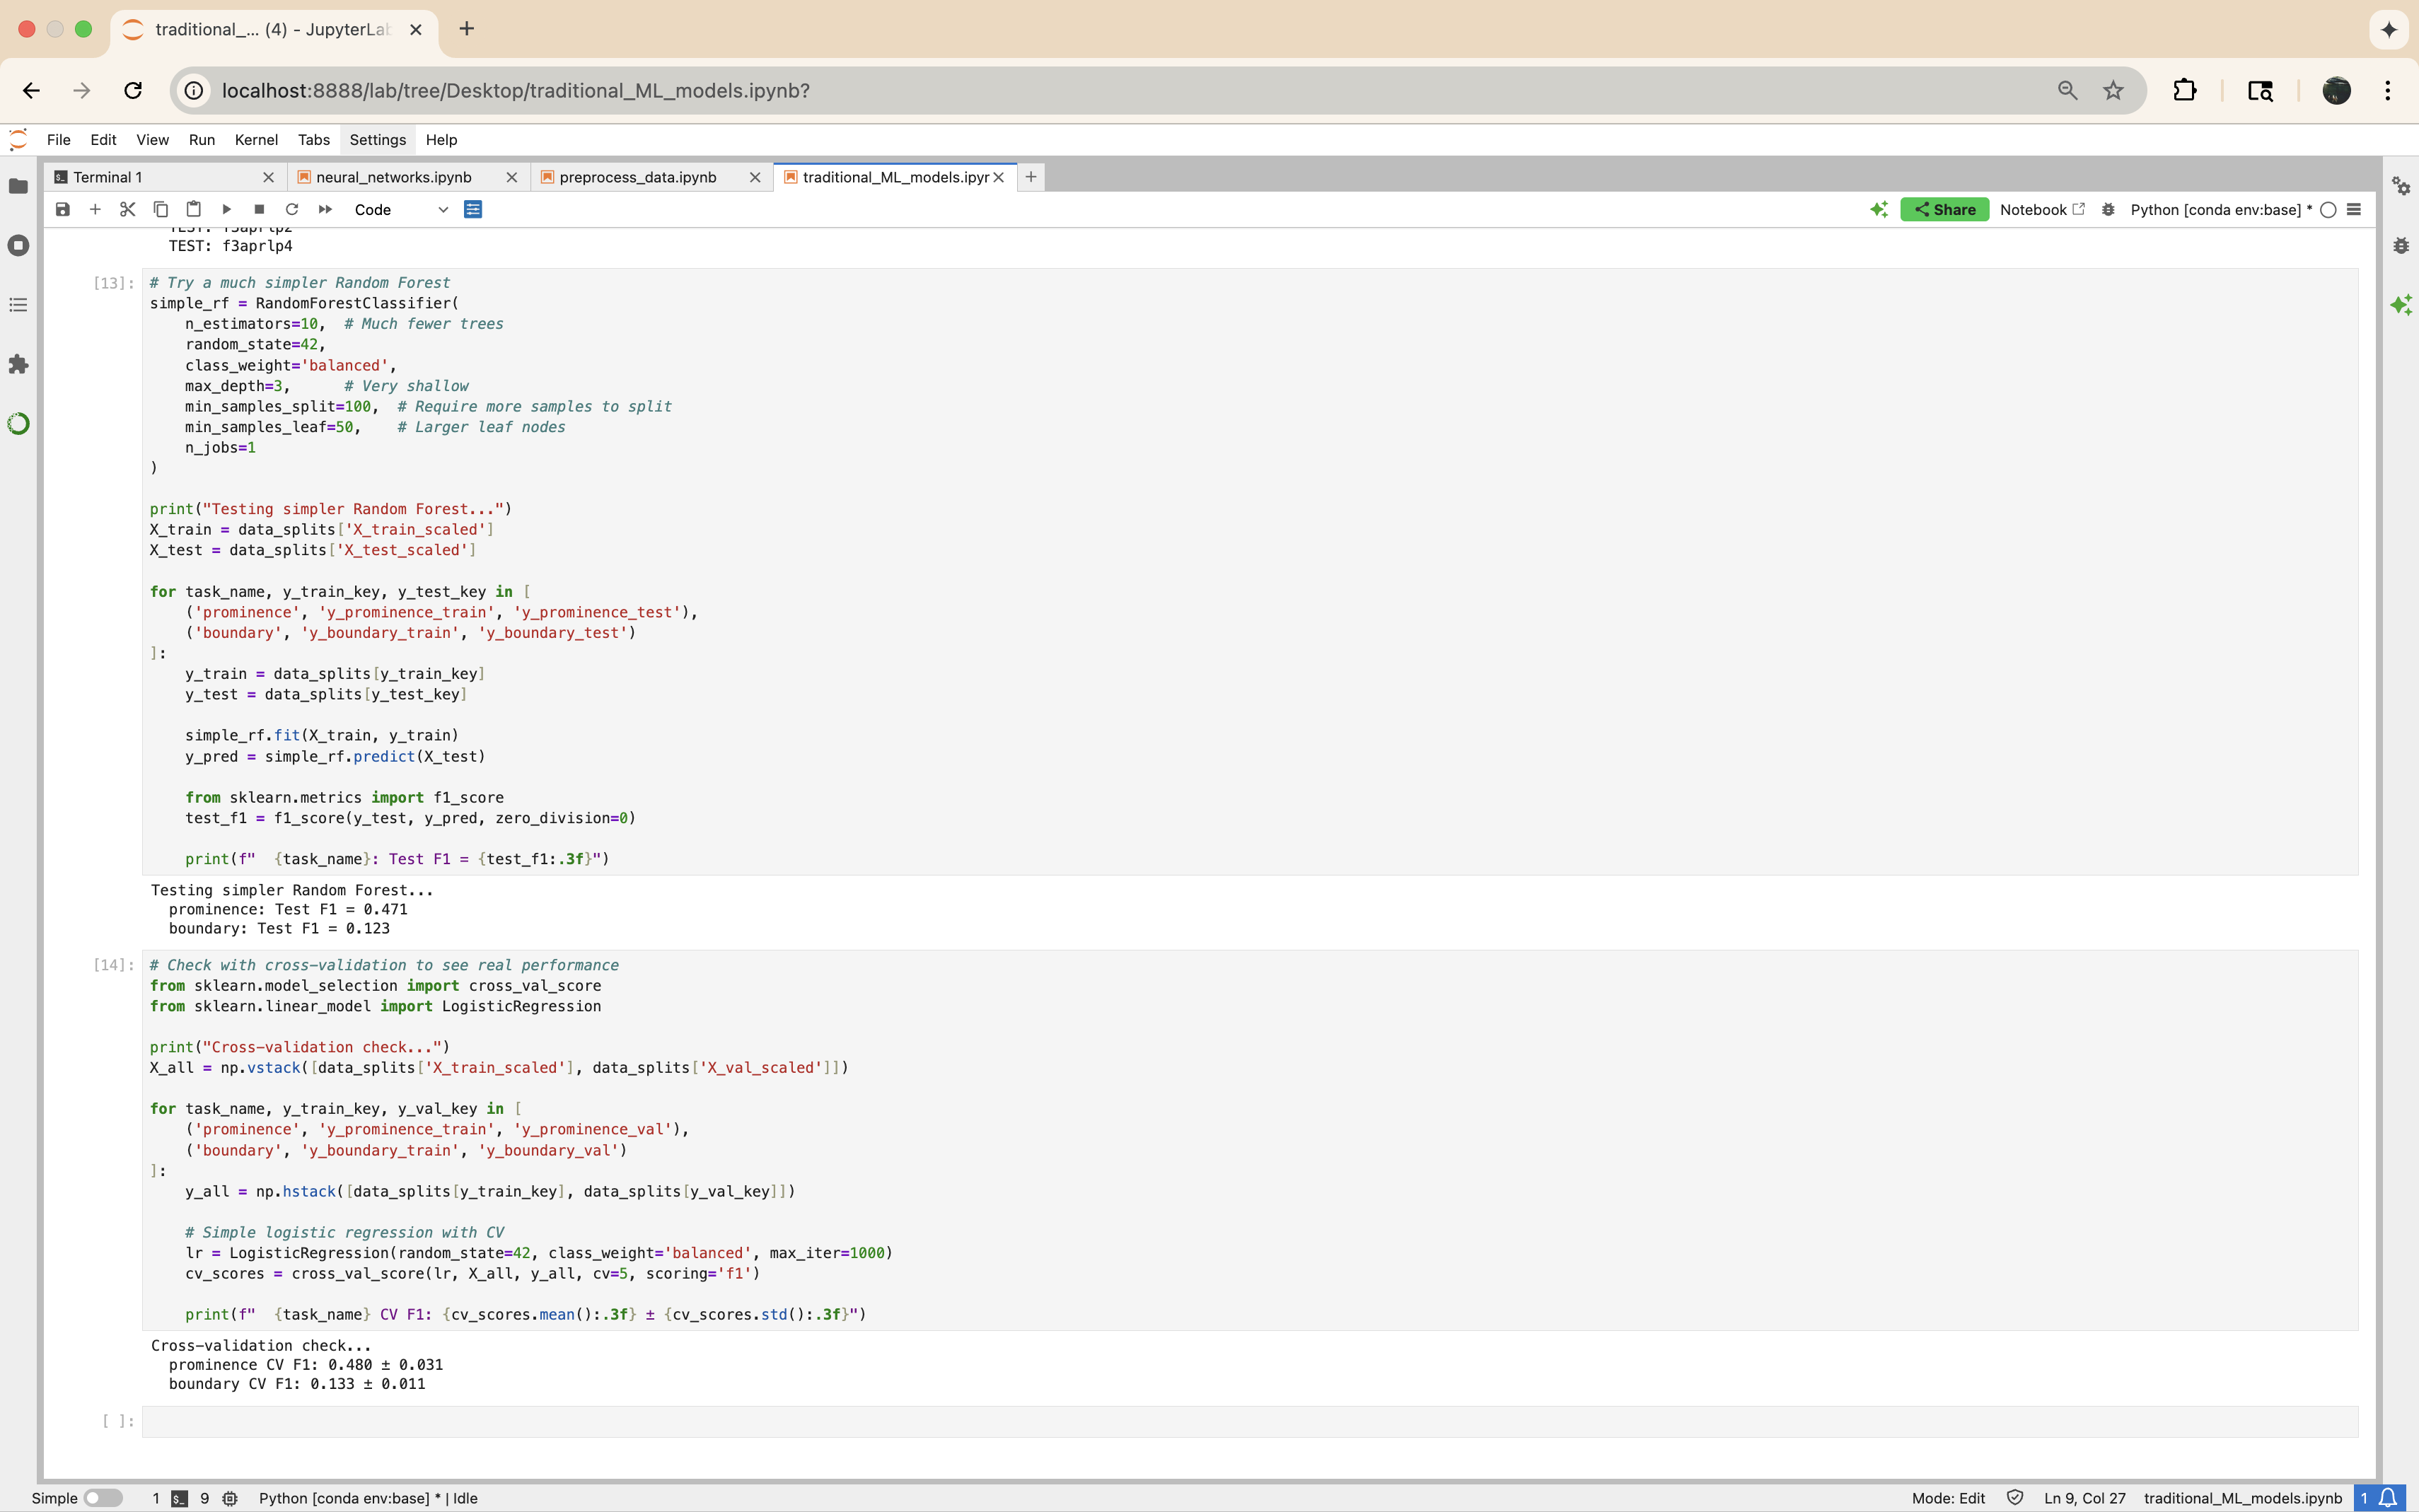 traditional_... (4) - JupyterLab
localhost:8888/lab/tree/Desktop/traditional_ML_models.ipynb?
File Edit View Run Kernel Tabs Settings Help
Terminal 1 neural_networks.ipynb preprocess_data.ipynb traditional_ML_models.ipyr
Code Share Notebook Python [conda env:base] *
TEST: f3aprlp2
TEST: f3aprlp4
[13]: # Try a much simpler Random Forest
simple_rf = RandomForestClassifier(
    n_estimators=10,  # Much fewer trees
    random_state=42,
    class_weight='balanced',
    max_depth=3,      # Very shallow
    min_samples_split=100,  # Require more samples to split
    min_samples_leaf=50,    # Larger leaf nodes
    n_jobs=1
)
print("Testing simpler Random Forest...")
X_train = data_splits['X_train_scaled']
X_test = data_splits['X_test_scaled']
for task_name, y_train_key, y_test_key in [
    ('prominence', 'y_prominence_train', 'y_prominence_test'),
    ('boundary', 'y_boundary_train', 'y_boundary_test')
]:
    y_train = data_splits[y_train_key]
    y_test = data_splits[y_test_key]
    simple_rf.fit(X_train, y_train)
    y_pred = simple_rf.predict(X_test)
    from sklearn.metrics import f1_score
    test_f1 = f1_score(y_test, y_pred, zero_division=0)
    print(f"  {task_name}: Test F1 = {test_f1:.3f}")
Testing simpler Random Forest...
  prominence: Test F1 = 0.471
  boundary: Test F1 = 0.123
[14]: # Check with cross-validation to see real performance
from sklearn.model_selection import cross_val_score
from sklearn.linear_model import LogisticRegression
print("Cross-validation check...")
X_all = np.vstack([data_splits['X_train_scaled'], data_splits['X_val_scaled']])
for task_name, y_train_key, y_val_key in [
    ('prominence', 'y_prominence_train', 'y_prominence_val'),
    ('boundary', 'y_boundary_train', 'y_boundary_val')
]:
    y_all = np.hstack([data_splits[y_train_key], data_splits[y_val_key]])
    # Simple logistic regression with CV
    lr = LogisticRegression(random_state=42, class_weight='balanced', max_iter=1000)
    cv_scores = cross_val_score(lr, X_all, y_all, cv=5, scoring='f1')
    print(f"  {task_name} CV F1: {cv_scores.mean():.3f} ± {cv_scores.std():.3f}")
Cross-validation check...
  prominence CV F1: 0.480 ± 0.031
  boundary CV F1: 0.133 ± 0.011
[ ]:
Simple 1 9 Python [conda env:base] * | Idle Mode: Edit Ln 9, Col 27 traditional_ML_models.ipynb 1